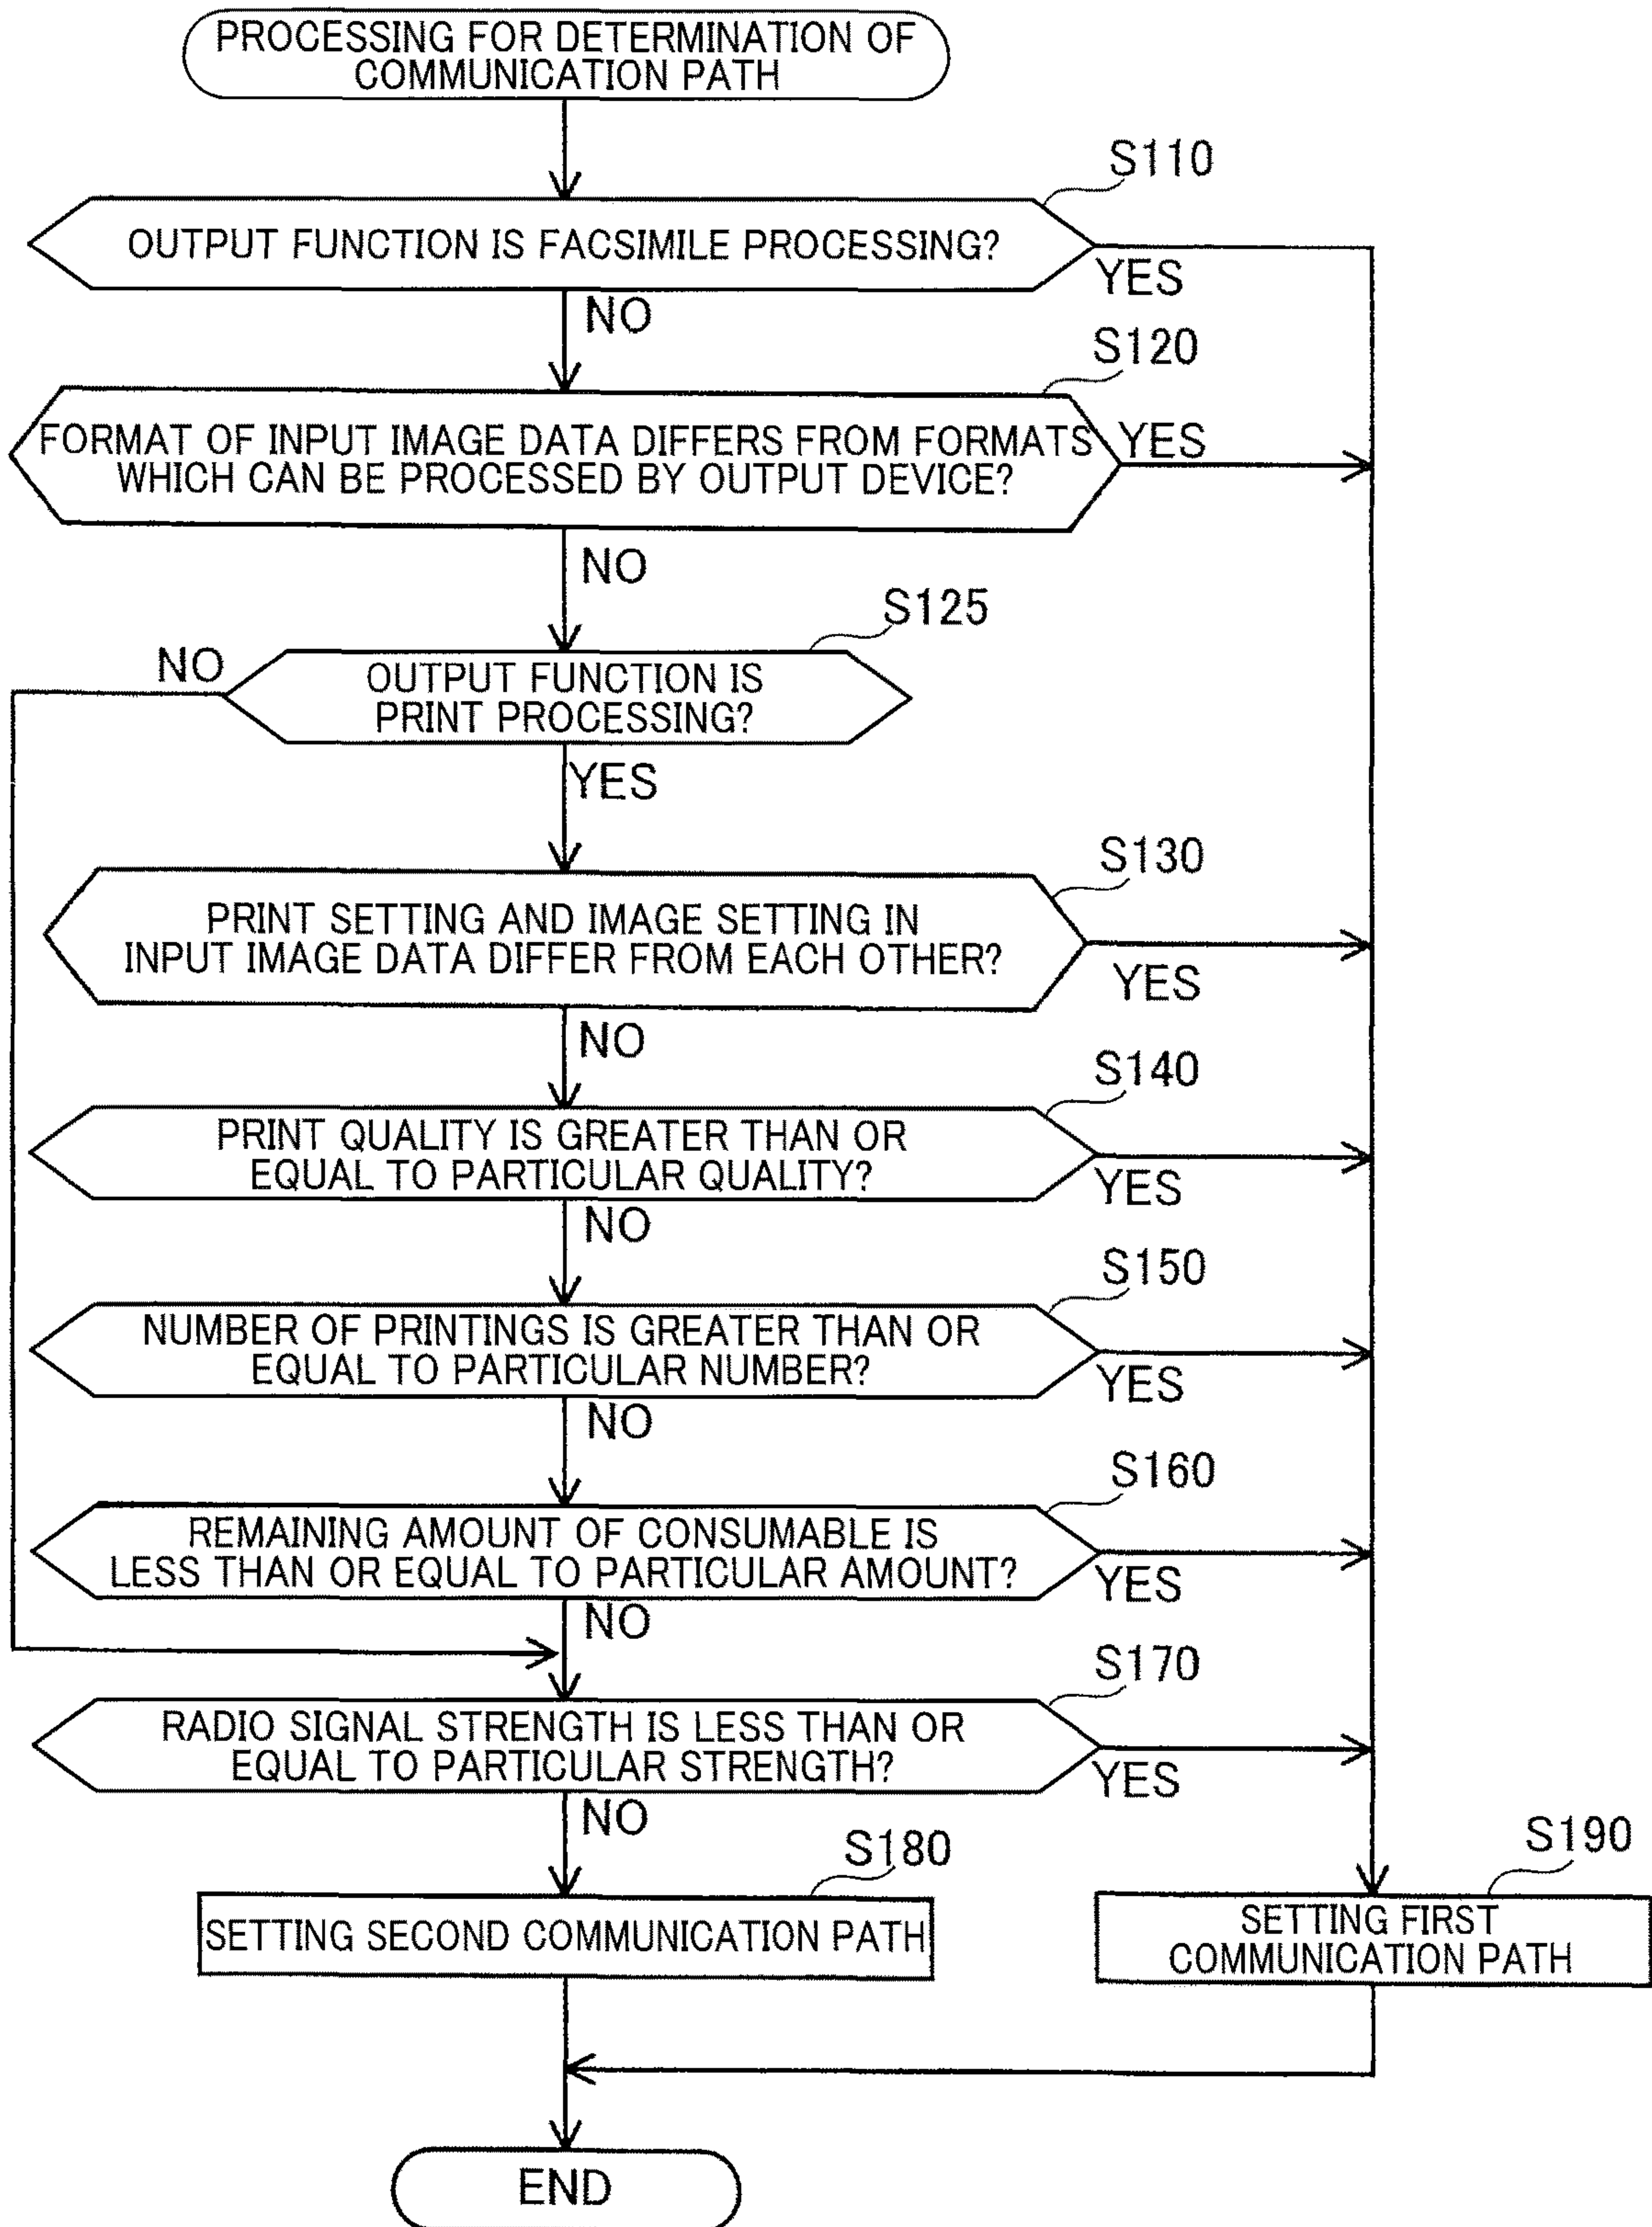 PROCESSING FOR DETERMINATION OF
COMMUNICATION PATH
S110
OUTPUT FUNCTION IS FACSIMILE PROCESSING?
YES
NO
S120
FORMAT OF INPUT IMAGE DATA DIFFERS FROM FORMATS
WHICH CAN BE PROCESSED BY OUTPUT DEVICE?
YES
NO
S125
NO
OUTPUT FUNCTION IS
PRINT PROCESSING?
YES
S130
PRINT SETTING AND IMAGE SETTING IN
INPUT IMAGE DATA DIFFER FROM EACH OTHER?
YES
NO
S140
PRINT QUALITY IS GREATER THAN OR
EQUAL TO PARTICULAR QUALITY?
YES
NO
S150
NUMBER OF PRINTINGS IS GREATER THAN OR
EQUAL TO PARTICULAR NUMBER?
YES
NO
S160
REMAINING AMOUNT OF CONSUMABLE IS
LESS THAN OR EQUAL TO PARTICULAR AMOUNT?
YES
NO
S170
RADIO SIGNAL STRENGTH IS LESS THAN OR
EQUAL TO PARTICULAR STRENGTH?
YES
NO
S180
SETTING SECOND COMMUNICATION PATH
S190
SETTING FIRST
COMMUNICATION PATH
END